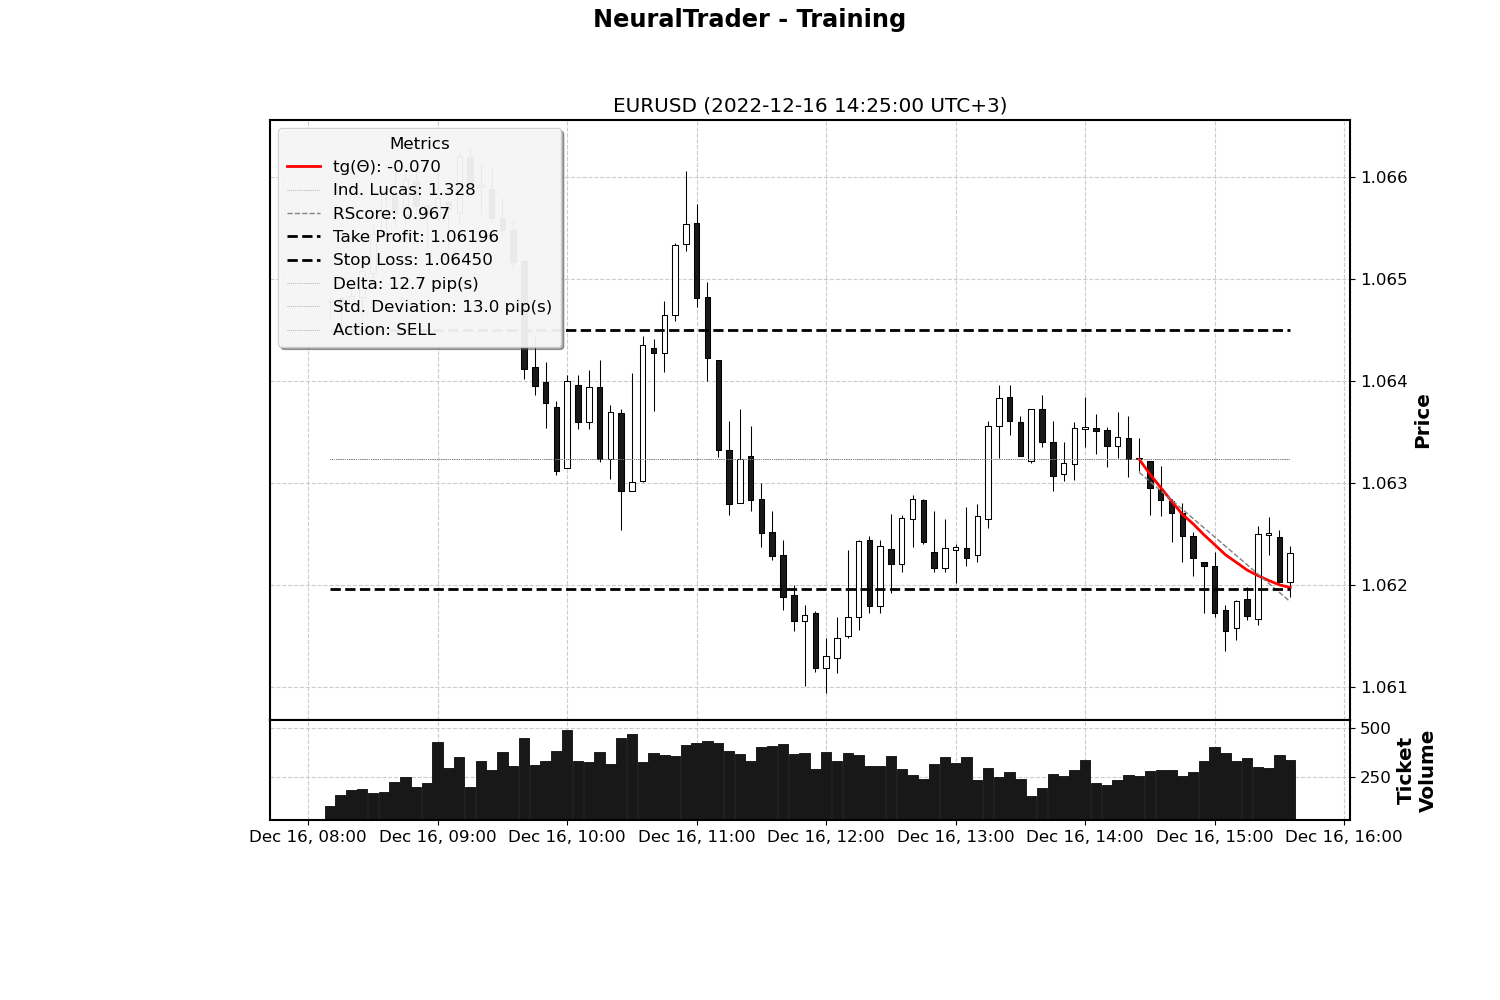 NeuralTrader - Training
EURUSD (2022-12-16 14:25:00 UTC+3)
Metrics
tg(Θ): -0.070
Ind. Lucas: 1.328
RScore: 0.967
Take Profit: 1.06196
Stop Loss: 1.06450
Delta: 12.7 pip(s)
Std. Deviation: 13.0 pip(s)
Action: SELL
1.066
1.065
1.064
1.063
1.062
1.061
Price
500
250
Ticket
Volume
Dec 16, 08:00 Dec 16, 09:00 Dec 16, 10:00 Dec 16, 11:00 Dec 16, 12:00 Dec 16, 13:00 Dec 16, 14:00 Dec 16, 15:00 Dec 16, 16:00